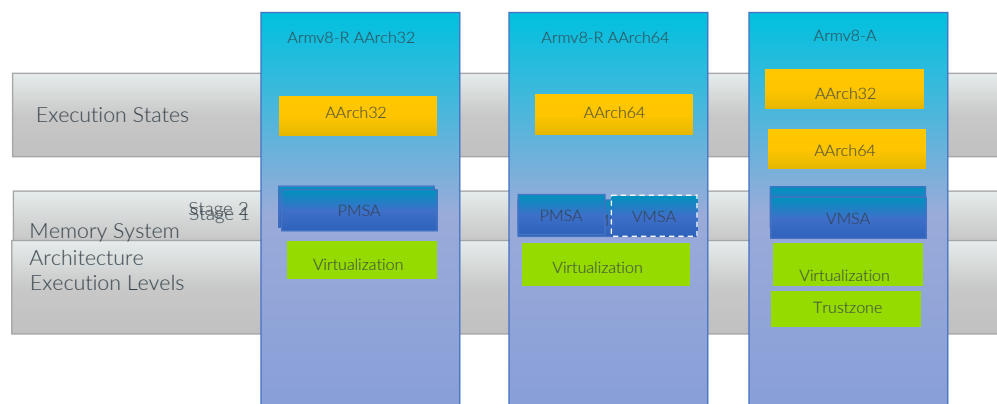 Armv8-R AArch32
Armv8-R AArch64
Armv8-A
Execution States
AArch32
AArch64
AArch32
AArch64
Stage 2
Stage 1
Memory System
Architecture
PMSA
PMSA
VMSA
VMSA
Execution Levels
Virtualization
Virtualization
Virtualization
Trustzone